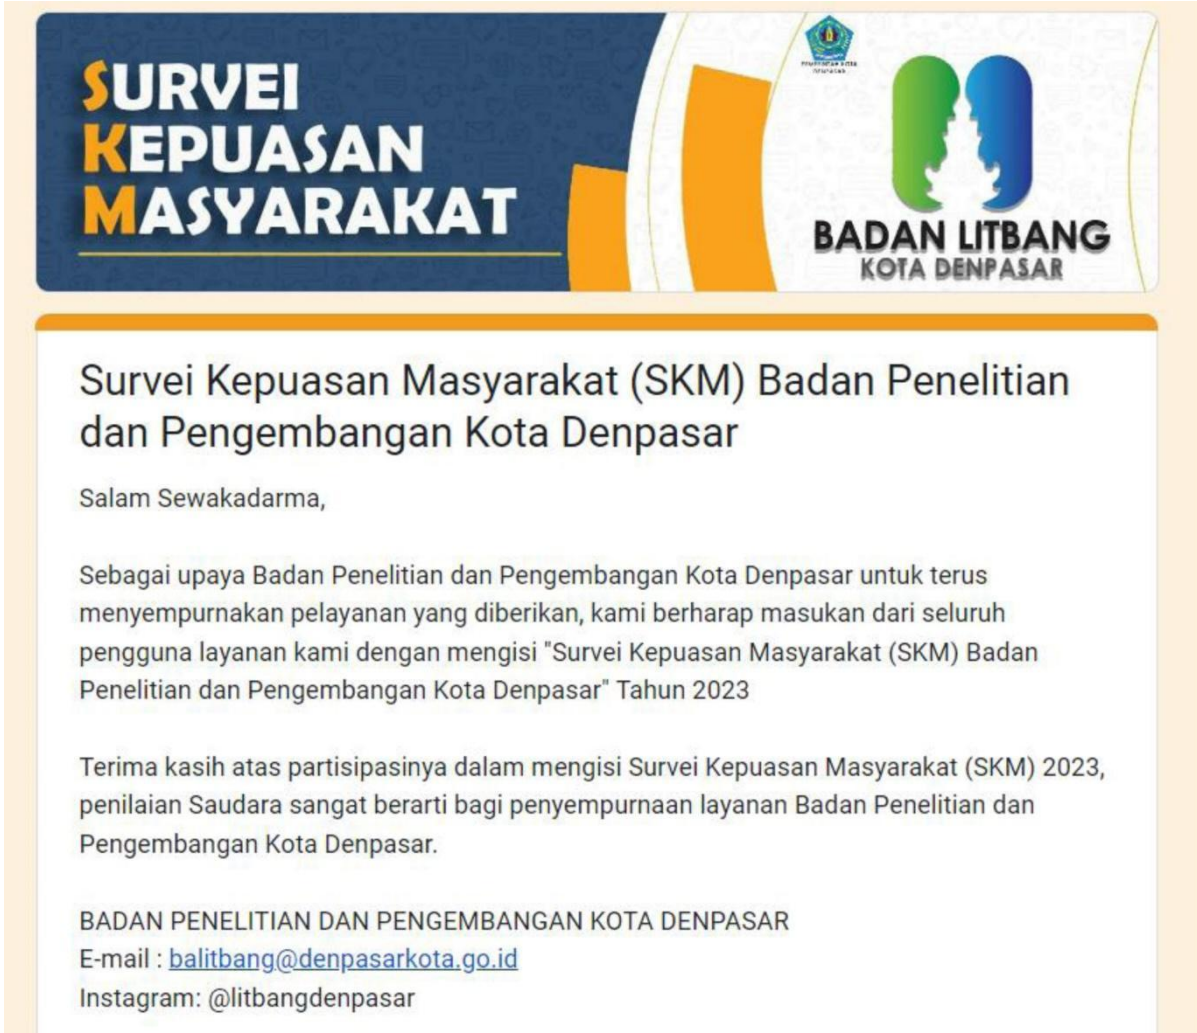 SURVEI
KEPUASAN
MASYARAKAT
PEMERINTAH KOTA
DENPASAR
BADAN LITBANG
KOTA DENPASAR
Survei Kepuasan Masyarakat (SKM) Badan Penelitian
dan Pengembangan Kota Denpasar
Salam Sewakadarma,
Sebagai upaya Badan Penelitian dan Pengembangan Kota Denpasar untuk terus
menyempurnakan pelayanan yang diberikan, kami berharap masukan dari seluruh
pengguna layanan kami dengan mengisi "Survei Kepuasan Masyarakat (SKM) Badan
Penelitian dan Pengembangan Kota Denpasar" Tahun 2023
Terima kasih atas partisipasinya dalam mengisi Survei Kepuasan Masyarakat (SKM) 2023,
penilaian Saudara sangat berarti bagi penyempurnaan layanan Badan Penelitian dan
Pengembangan Kota Denpasar.
BADAN PENELITIAN DAN PENGEMBANGAN KOTA DENPASAR
E-mail : balitbang@denpasarkota.go.id
Instagram: @litbangdenpasar